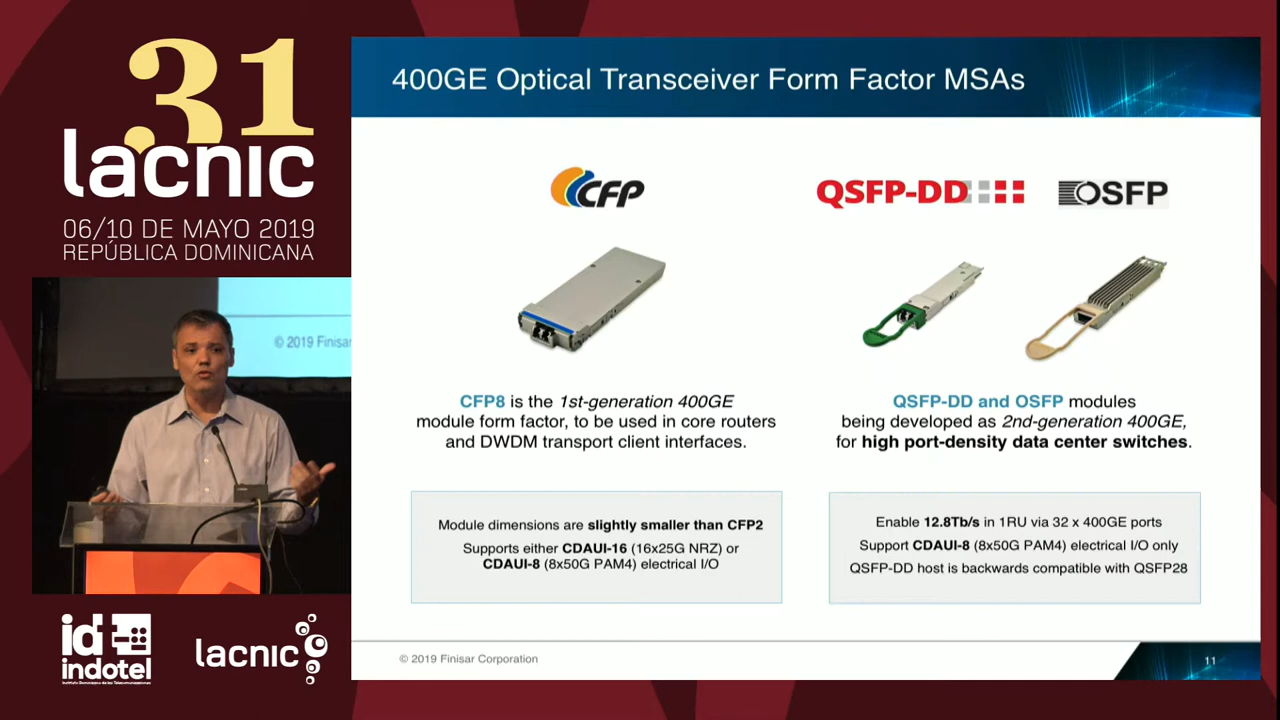 31
lacnic
06/10 DE MAYO 2019
REPÚBLICA DOMINICANA
© 2019 Finisa
id
indotel
lacnic
400GE Optical Transceiver Form Factor MSAs
CFP
QSFP-DD
OSFP
CFP8 is the 1st-generation 400GE
module form factor, to be used in core routers
and DWDM transport client interfaces.
QSFP-DD and OSFP modules
being developed as 2nd-generation 400GE,
for high port-density data center switches.
Module dimensions are slightly smaller than CFP2
Supports either CDAUI-16 (16x25G NRZ) or
CDAUI-8 (8x50G PAM4) electrical I/O
Enable 12.8Tb/s in 1RU via 32 x 400GE ports
Support CDAUI-8 (8x50G PAM4) electrical I/O only
QSFP-DD host is backwards compatible with QSFP28
© 2019 Finisar Corporation
11